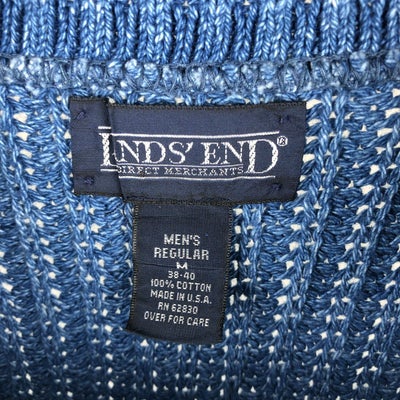 LANDS' END®
DIRECT MERCHANTS
MEN'S
REGULAR
M
38-40
100% COTTON
MADE IN U.S.A.
RN 62830
OVER FOR CARE